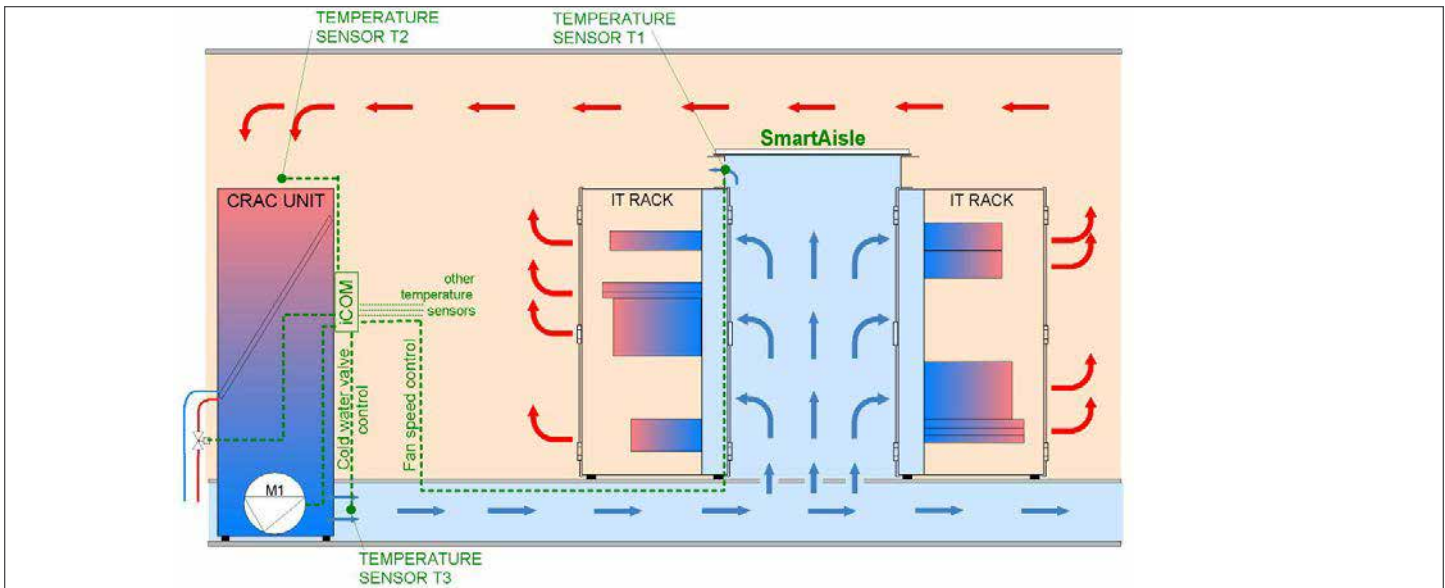 TEMPERATURE
SENSOR T2
TEMPERATURE
SENSOR T1
SmartAisle
CRAC UNIT
IT RACK
IT RACK
iCOM
other
temperature
sensors
Cold water valve
control
Fan speed control
M1
TEMPERATURE
SENSOR T3